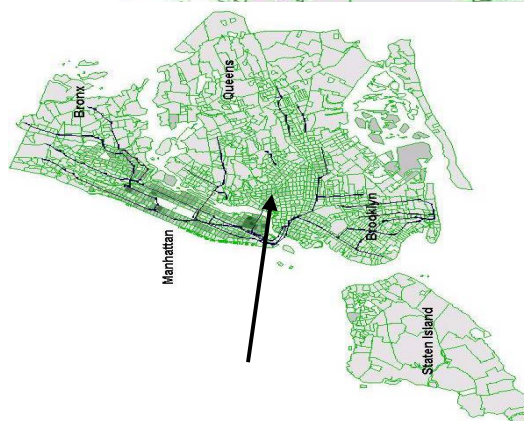 Bronx
Queens
Manhattan
Brooklyn
Staten Island